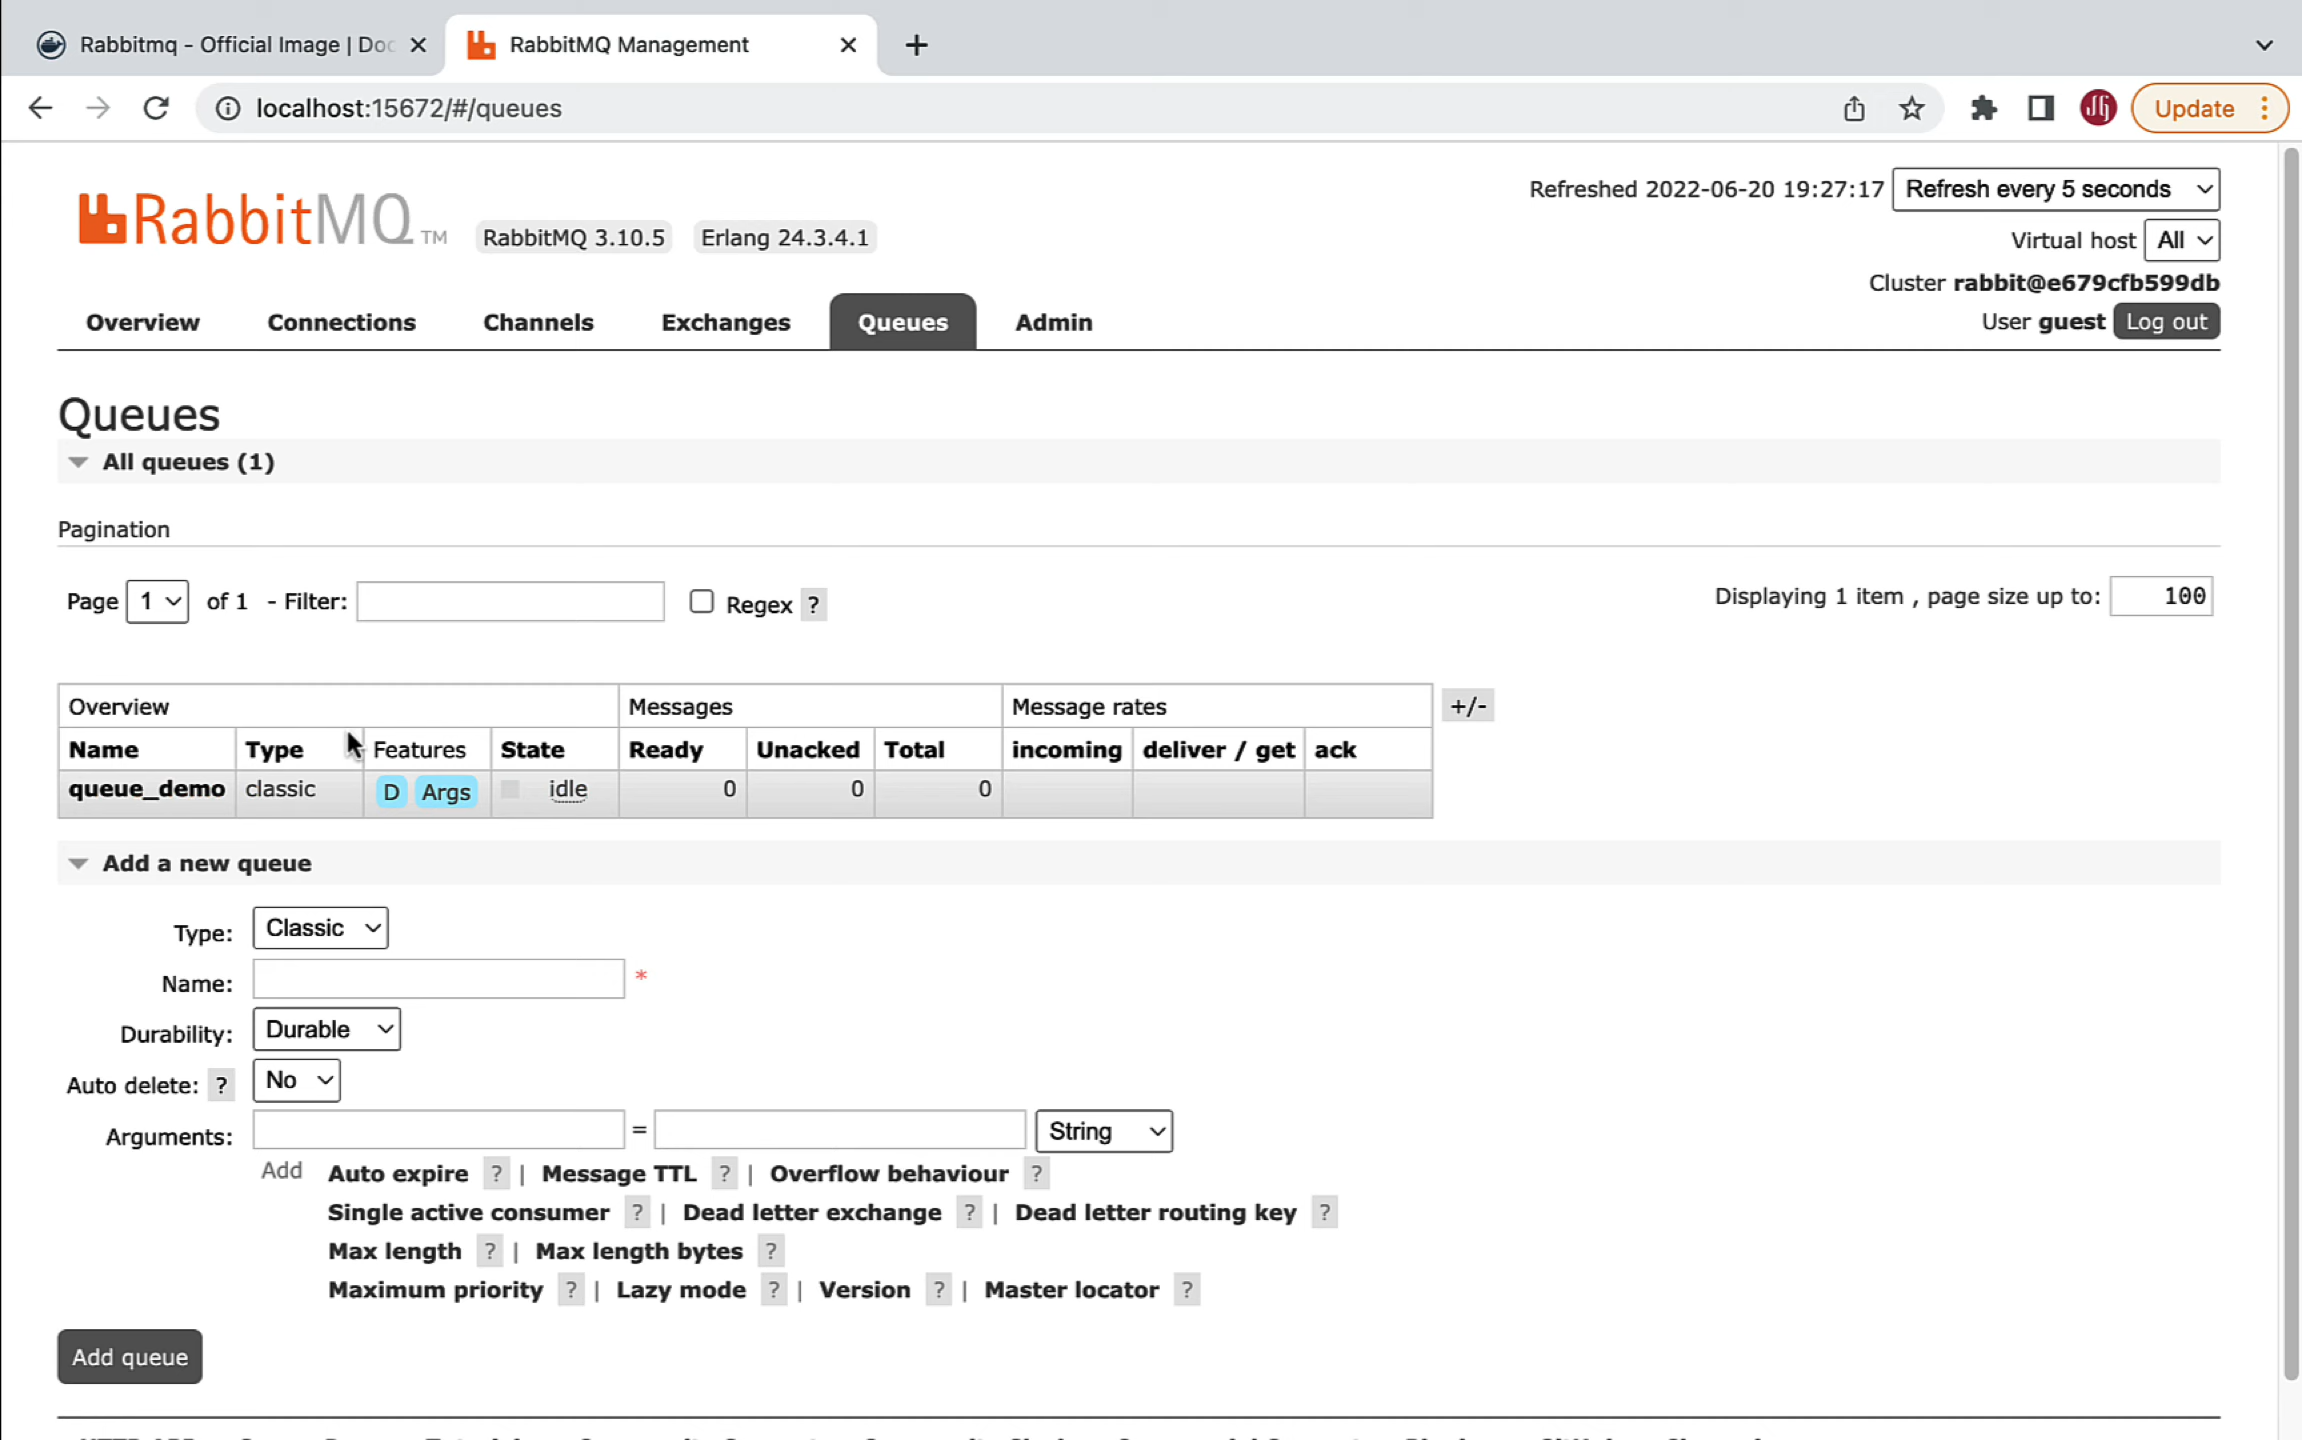 Rabbitmq - Official Image | Doc
RabbitMQ Management
localhost:15672/#/queues
Update
RabbitMQ TM
RabbitMQ 3.10.5 Erlang 24.3.4.1
Refreshed 2022-06-20 19:27:17 Refresh every 5 seconds
Virtual host All
Cluster rabbit@e679cfb599db
User guest Log out
Overview Connections Channels Exchanges Queues Admin
Queues
All queues (1)
Pagination
Page 1 of 1 - Filter: Regex ?
Displaying 1 item , page size up to: 100
Overview Messages Message rates +/-
Name Type Features State Ready Unacked Total incoming deliver / get ack
queue_demo classic D Args idle 0 0 0
Add a new queue
Type: Classic
Name: *
Durability: Durable
Auto delete: ? No
Arguments: = String
Add Auto expire ? | Message TTL ? | Overflow behaviour ?
Single active consumer ? | Dead letter exchange ? | Dead letter routing key ?
Max length ? | Max length bytes ?
Maximum priority ? | Lazy mode ? | Version ? | Master locator ?
Add queue